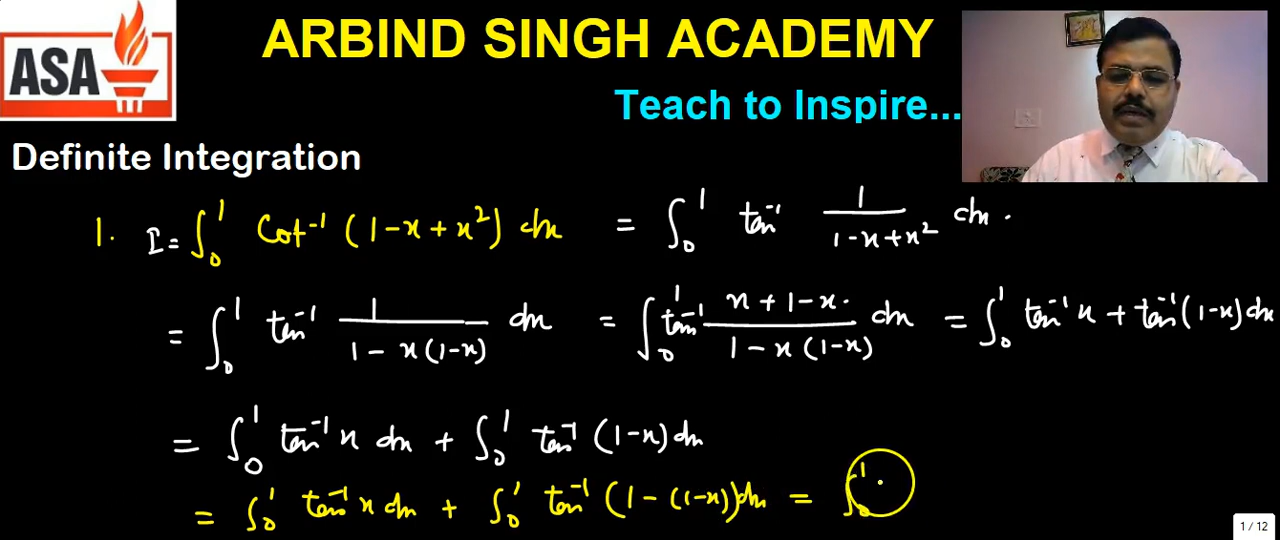 ARBIND SINGH ACADEMY
ASA
Teach to Inspire...
Definite Integration
1. I = ∫₀¹ Cot⁻¹ (1-x+x²) dx = ∫₀¹ tan⁻¹ 1/(1-x+x²) dx.
= ∫₀¹ tan⁻¹ 1/(1-x(1-x)) dx = ∫₀¹ tan⁻¹ (x+1-x)/(1-x(1-x)) dx = ∫₀¹ tan⁻¹ x + tan⁻¹ (1-x) dx
= ∫₀¹ tan⁻¹ x dx + ∫₀¹ tan⁻¹ (1-x) dx
= ∫₀¹ tan⁻¹ x dx + ∫₀¹ tan⁻¹ (1-(1-x)) dx = ∫₀¹
1 / 12